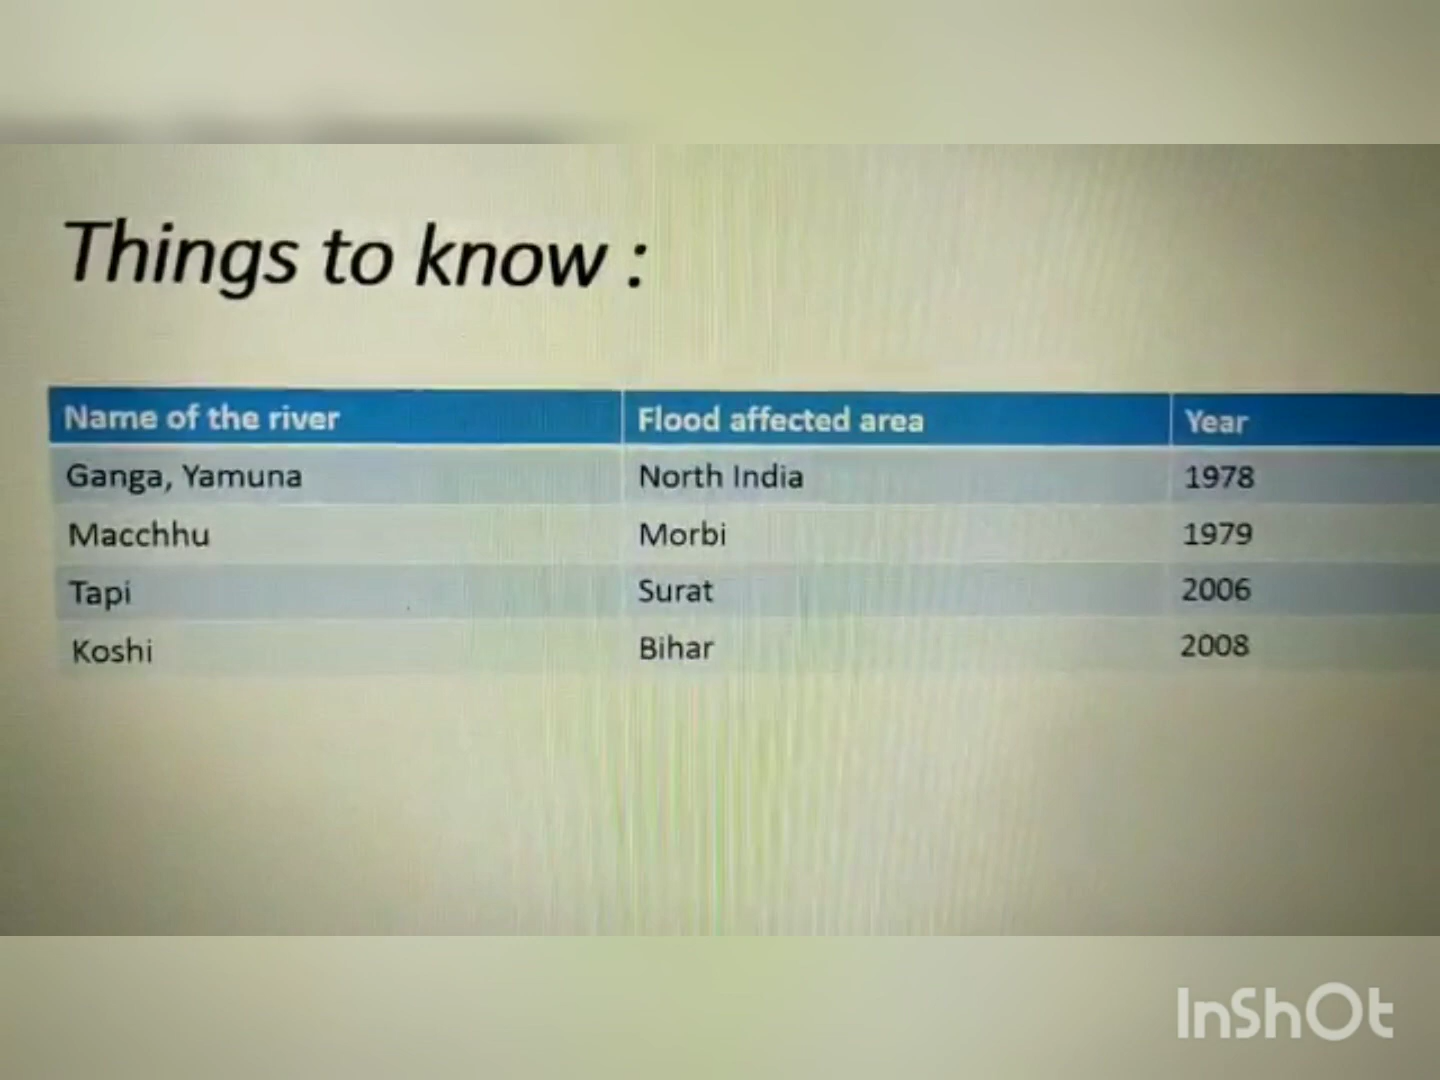 Things to know :
Name of the river Flood affected area Year
Ganga, Yamuna North India 1978
Macchhu Morbi 1979
Tapi Surat 2006
Koshi Bihar 2008
InShOt